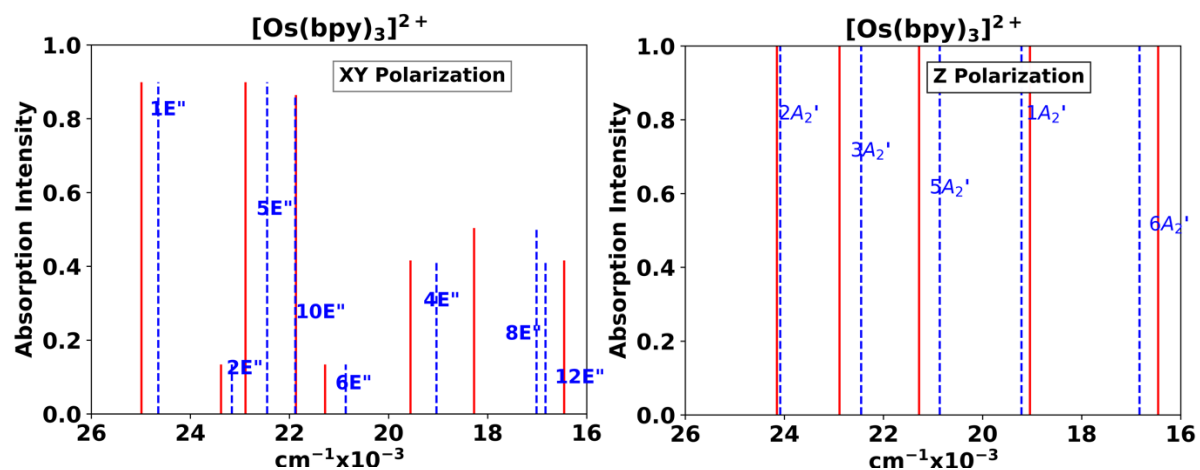 [Os(bpy)₃]²⁺
XY Polarization
Absorption Intensity
1.0
0.8
0.6
0.4
0.2
0.0
1E"
2E"
5E"
10E"
6E"
4E"
8E"
12E"
26
24
22
20
18
16
cm⁻¹x10⁻³
[Os(bpy)₃]²⁺
Z Polarization
Absorption Intensity
1.0
0.8
0.6
0.4
0.2
0.0
2A₂'
3A₂'
5A₂'
1A₂'
6A₂'
26
24
22
20
18
16
cm⁻¹x10⁻³